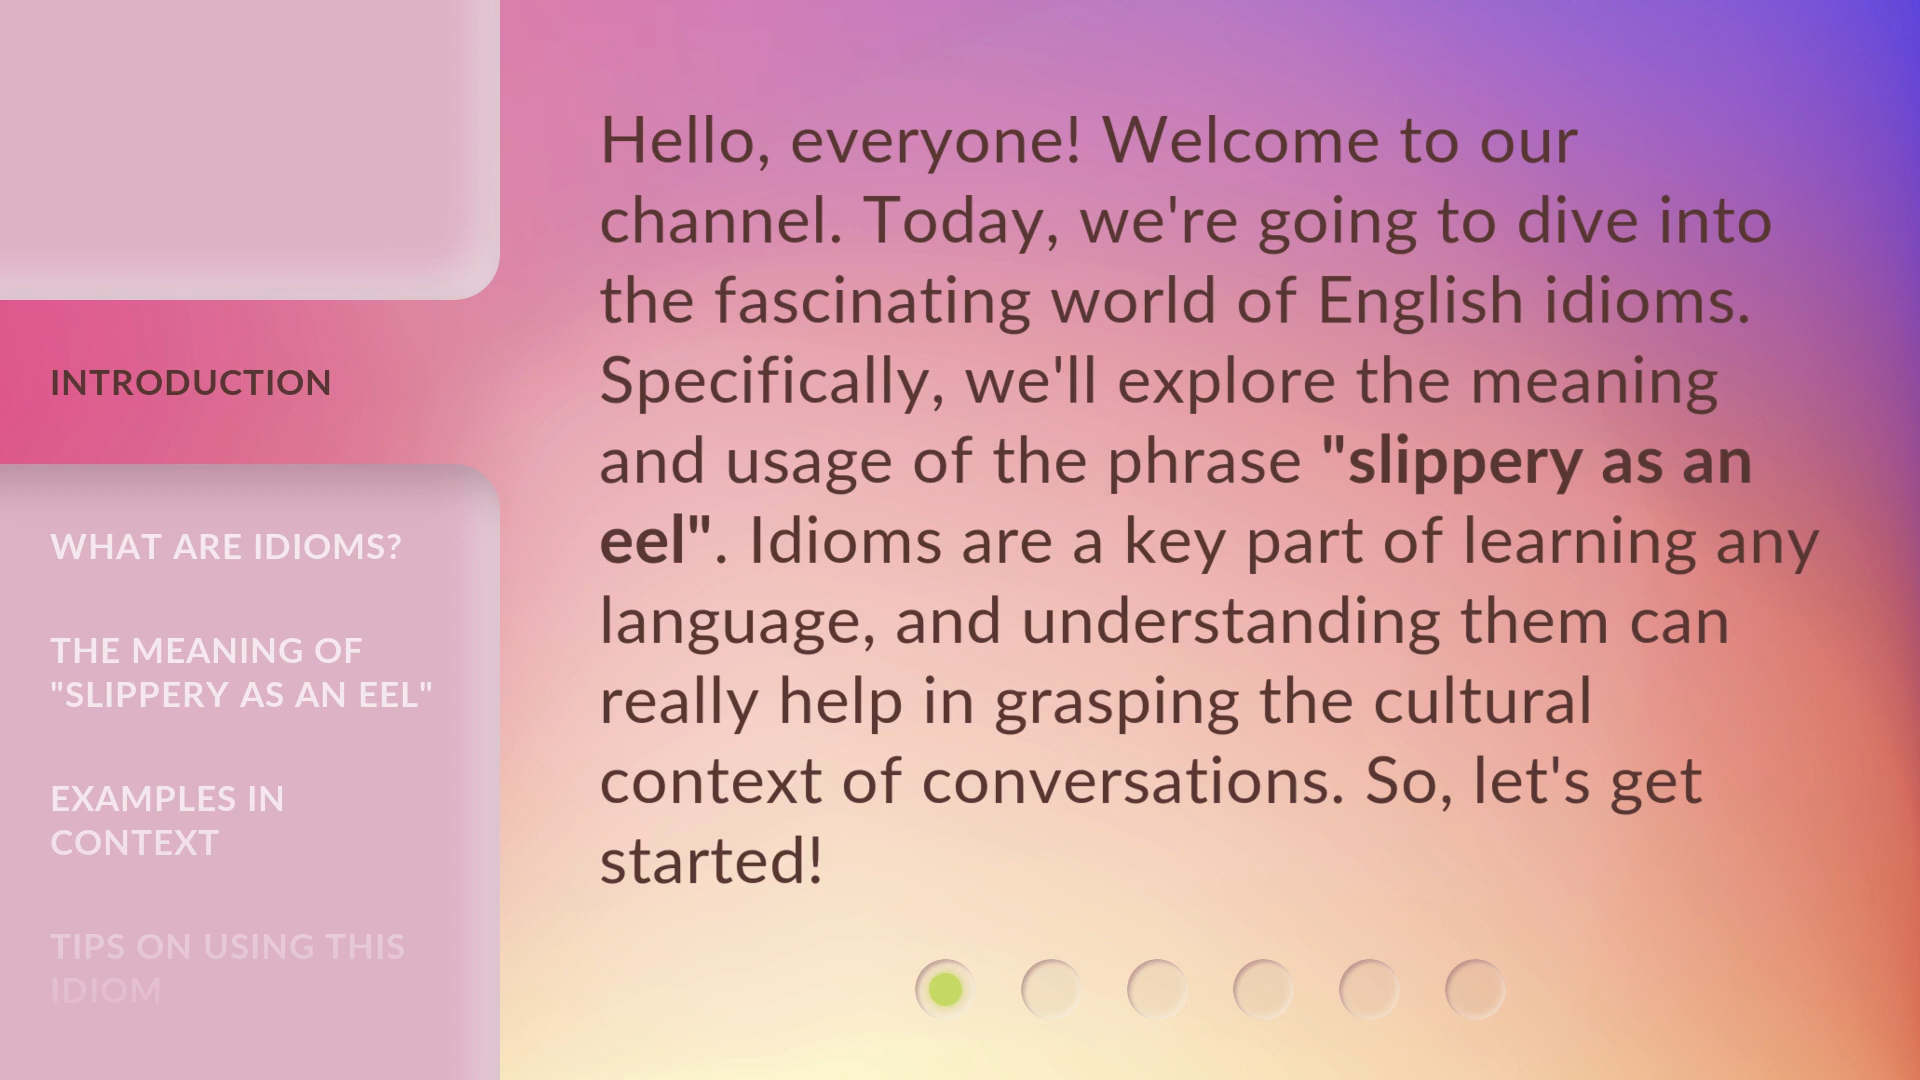 INTRODUCTION
WHAT ARE IDIOMS?
THE MEANING OF
"SLIPPERY AS AN EEL"
EXAMPLES IN
CONTEXT
TIPS ON USING THIS
IDIOM
Hello, everyone! Welcome to our
channel. Today, we're going to dive into
the fascinating world of English idioms.
Specifically, we'll explore the meaning
and usage of the phrase "slippery as an
eel". Idioms are a key part of learning any
language, and understanding them can
really help in grasping the cultural
context of conversations. So, let's get
started!